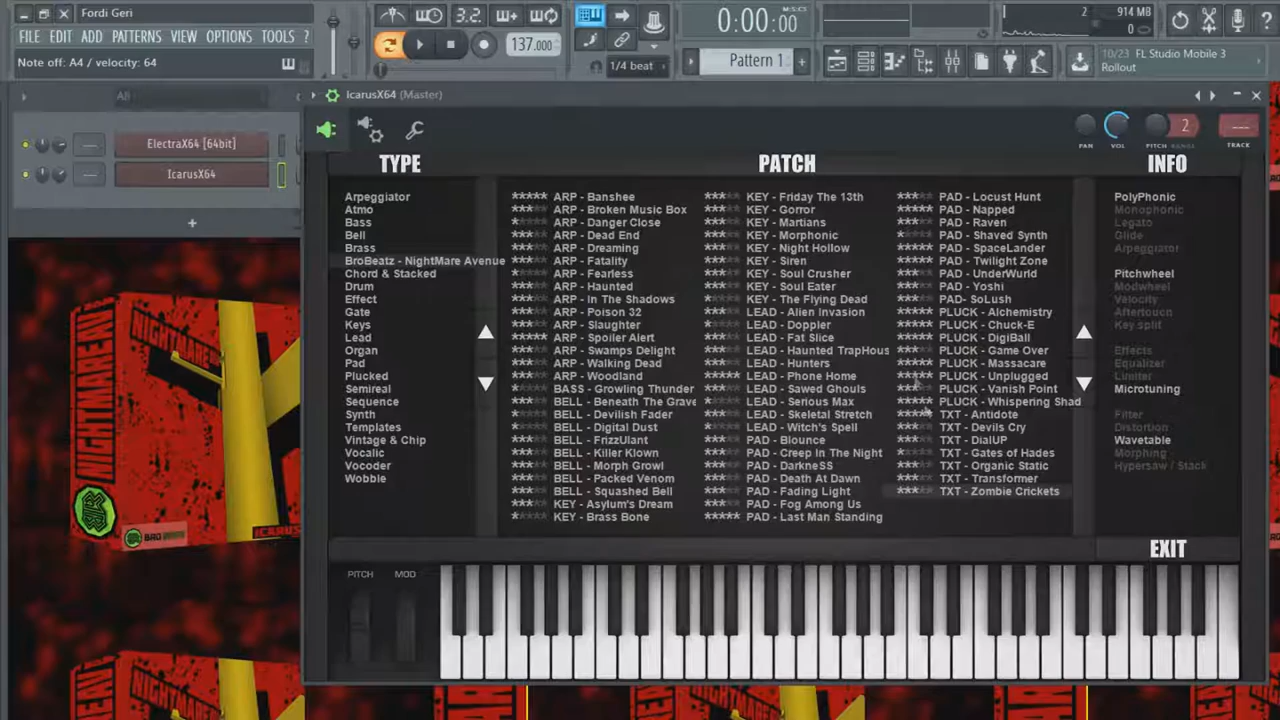 Fordi Geri
FILE EDIT ADD PATTERNS VIEW OPTIONS TOOLS ?
Note off: A4 / velocity: 64
3.2.
137.000
1/4 beat
0:00:00
M:S:CS
Pattern 1
2
914 MB
0
10/23 FL Studio Mobile 3
Rollout
All
ElectraX64 [64bit]
IcarusX64
IcarusX64 (Master)
PAN VOL PITCH RANGE 2 TRACK
TYPE
Arpeggiator
Atmo
Bass
Bell
Brass
BroBeatz - NightMare Avenue
Chord & Stacked
Drum
Effect
Gate
Keys
Lead
Organ
Pad
Plucked
Semireal
Sequence
Synth
Templates
Vintage & Chip
Vocalic
Vocoder
Wobble
PATCH
ARP - Banshee
ARP - Broken Music Box
ARP - Danger Close
ARP - Dead End
ARP - Dreaming
ARP - Fatality
ARP - Fearless
ARP - Haunted
ARP - In The Shadows
ARP - Poison 32
ARP - Slaughter
ARP - Spoiler Alert
ARP - Swamps Delight
ARP - Walking Dead
ARP - Woodland
BASS - Growling Thunder
BELL - Beneath The Grave
BELL - Devilish Fader
BELL - Digital Dust
BELL - FrizzUlant
BELL - Killer Klown
BELL - Morph Growl
BELL - Packed Venom
BELL - Squashed Bell
KEY - Asylum's Dream
KEY - Brass Bone
KEY - Friday The 13th
KEY - Gorror
KEY - Martians
KEY - Morphonic
KEY - Night Hollow
KEY - Siren
KEY - Soul Crusher
KEY - Soul Eater
KEY - The Flying Dead
LEAD - Alien Invasion
LEAD - Doppler
LEAD - Fat Slice
LEAD - Haunted TrapHous
LEAD - Hunters
LEAD - Phone Home
LEAD - Sawed Ghouls
LEAD - Serious Max
LEAD - Skeletal Stretch
LEAD - Witch's Spell
PAD - Blounce
PAD - Creep In The Night
PAD - DarkneSS
PAD - Death At Dawn
PAD - Fading Light
PAD - Fog Among Us
PAD - Last Man Standing
PAD - Locust Hunt
PAD - Napped
PAD - Raven
PAD - Shaved Synth
PAD - SpaceLander
PAD - Twilight Zone
PAD - UnderWurld
PAD - Yoshi
PAD- SoLush
PLUCK - Alchemistry
PLUCK - Chuck-E
PLUCK - DigiBall
PLUCK - Game Over
PLUCK - Massacare
PLUCK - Unplugged
PLUCK - Vanish Point
PLUCK - Whispering Shad
TXT - Antidote
TXT - Devils Cry
TXT - DialUP
TXT - Gates of Hades
TXT - Organic Static
TXT - Transformer
TXT - Zombie Crickets
INFO
PolyPhonic
Monophonic
Legato
Glide
Arpeggiator
Pitchwheel
Modwheel
Velocity
Aftertouch
Key split
Effects
Equalizer
Limiter
Microtuning
Filter
Distortion
Wavetable
Morphing
Hypersaw / Stack
EXIT
PITCH MOD